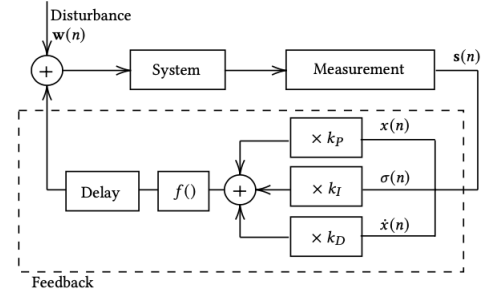 Disturbance
w(n)
+
System
Measurement
s(n)
× k_P
x(n)
Delay
f()
+
× k_I
σ(n)
× k_D
ẋ(n)
Feedback